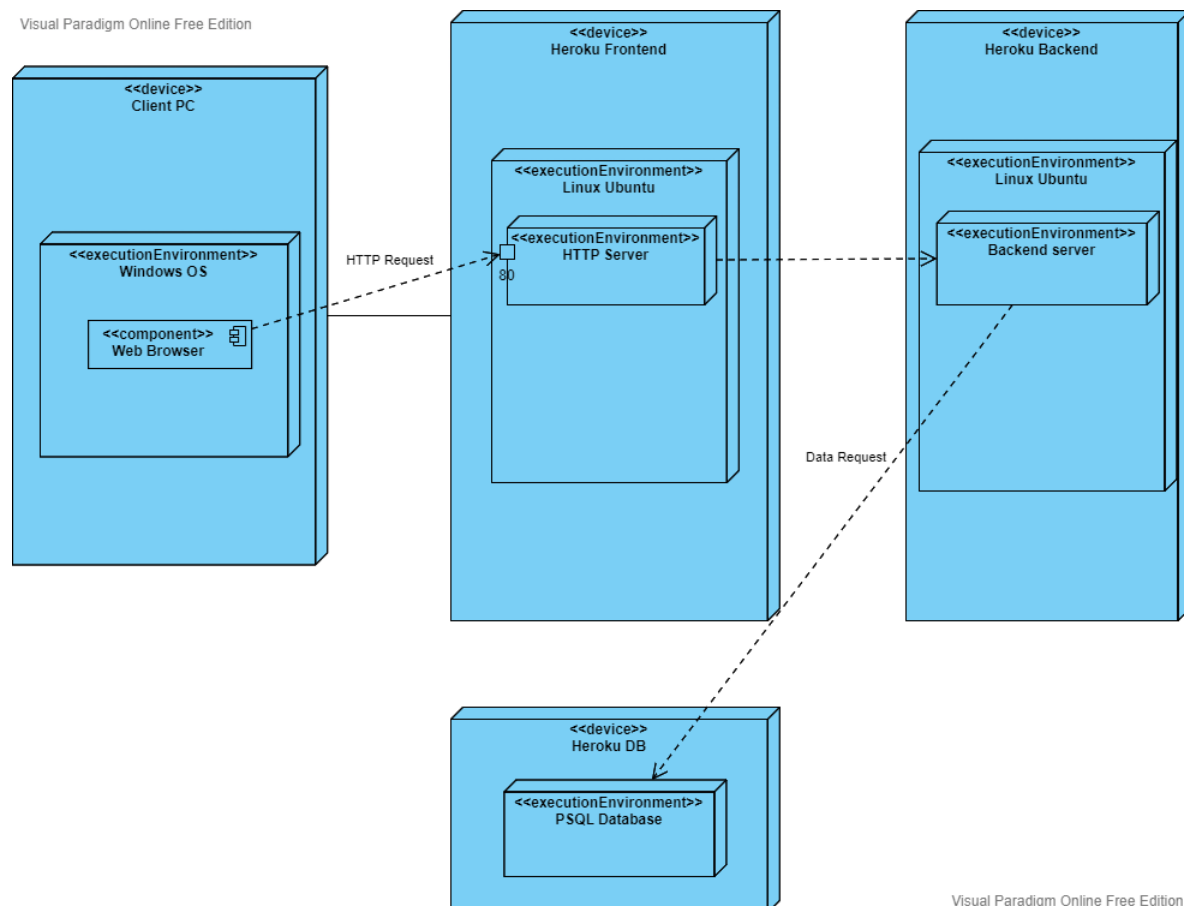 Visual Paradigm Online Free Edition
<<device>>
Client PC
<<executionEnvironment>>
Windows OS
<<component>>
Web Browser
HTTP Request
<<device>>
Heroku Frontend
<<executionEnvironment>>
Linux Ubuntu
<<executionEnvironment>>
HTTP Server
80
<<device>>
Heroku Backend
<<executionEnvironment>>
Linux Ubuntu
<<executionEnvironment>>
Backend server
Data Request
<<device>>
Heroku DB
<<executionEnvironment>>
PSQL Database
Visual Paradigm Online Free Edition